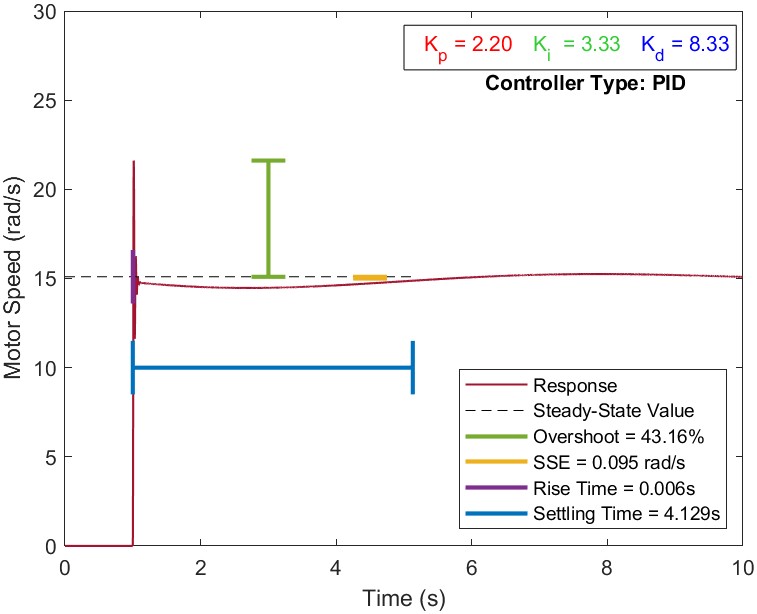 30
25
20
15
10
5
0
Motor Speed (rad/s)
Kp = 2.20 Ki = 3.33 Kd = 8.33
Controller Type: PID
Response
Steady-State Value
Overshoot = 43.16%
SSE = 0.095 rad/s
Rise Time = 0.006s
Settling Time = 4.129s
0 2 4 6 8 10
Time (s)